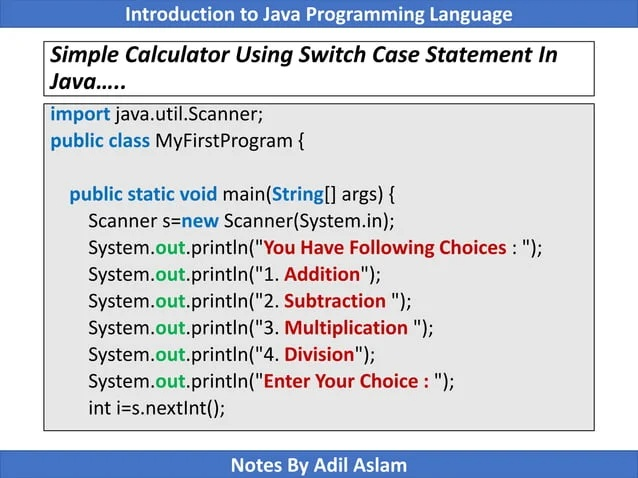 Introduction to Java Programming Language
Simple Calculator Using Switch Case Statement In
Java…..
import java.util.Scanner;
public class MyFirstProgram {
public static void main(String[] args) {
Scanner s=new Scanner(System.in);
System.out.println("You Have Following Choices : ");
System.out.println("1. Addition");
System.out.println("2. Subtraction ");
System.out.println("3. Multiplication ");
System.out.println("4. Division");
System.out.println("Enter Your Choice : ");
int i=s.nextInt();
Notes By Adil Aslam